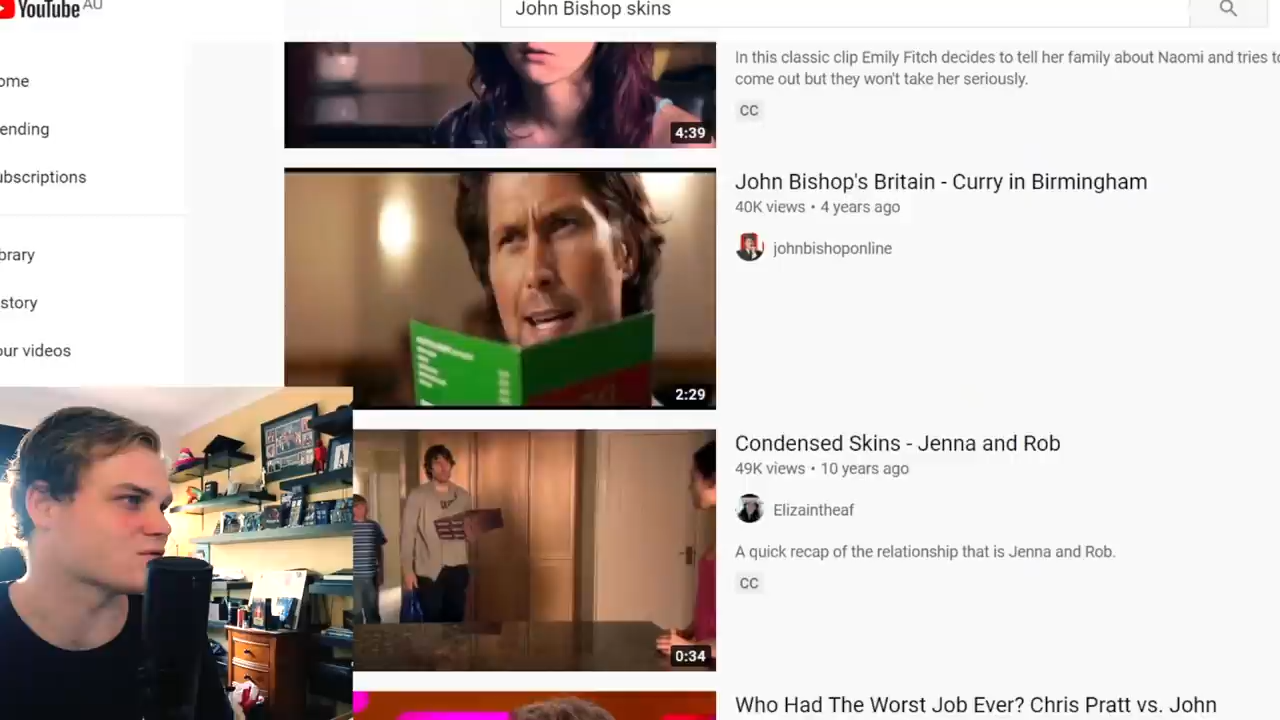 YouTube AU
John Bishop skins
ome
ending
ubscriptions
brary
story
our videos
In this classic clip Emily Fitch decides to tell her family about Naomi and tries to
come out but they won't take her seriously.
CC
4:39
John Bishop's Britain - Curry in Birmingham
40K views • 4 years ago
johnbishoponline
2:29
Condensed Skins - Jenna and Rob
49K views • 10 years ago
Elizaintheaf
A quick recap of the relationship that is Jenna and Rob.
CC
0:34
Who Had The Worst Job Ever? Chris Pratt vs. John